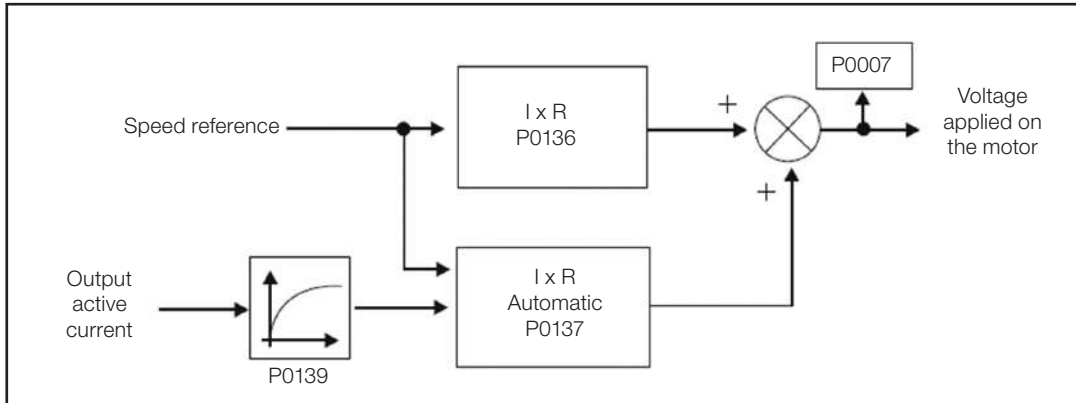 P0007
Speed reference
I x R
P0136
+
Voltage
applied on
the motor
+
Output
active
current
P0139
I x R
Automatic
P0137